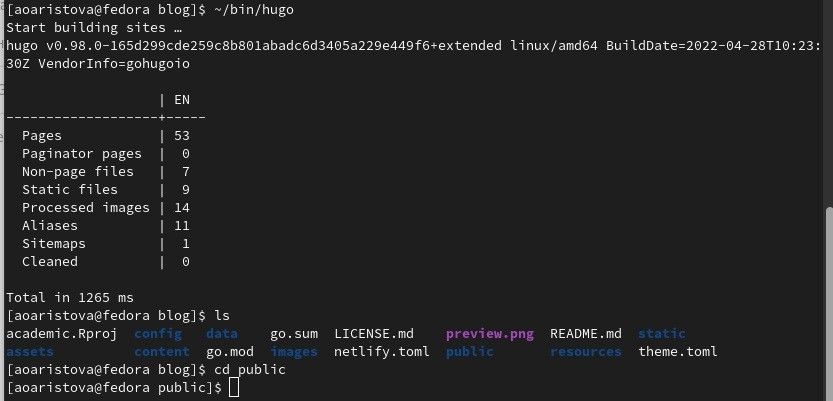 [aoaristova@fedora blog]$ ~/bin/hugo
Start building sites …
hugo v0.98.0-165d299cde259c8b801abadc6d3405a229e449f6+extended linux/amd64 BuildDate=2022-04-28T10:23:
30Z VendorInfo=gohugoio
                   | EN
-------------------+-----
  Pages            | 53
  Paginator pages  |  0
  Non-page files   |  7
  Static files     |  9
  Processed images | 14
  Aliases          | 11
  Sitemaps         |  1
  Cleaned          |  0
Total in 1265 ms
[aoaristova@fedora blog]$ ls
academic.Rproj  config   data    go.sum  LICENSE.md    preview.png  README.md  static
assets          content  go.mod  images  netlify.toml  public       resources  theme.toml
[aoaristova@fedora blog]$ cd public
[aoaristova@fedora public]$